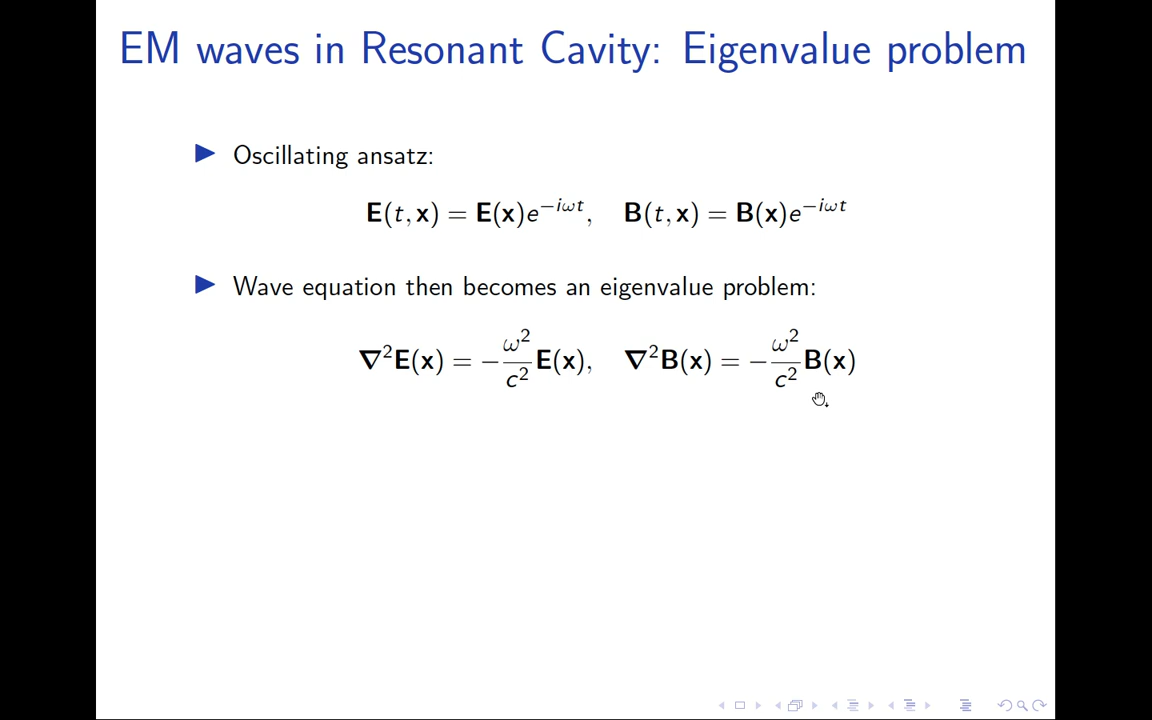 EM waves in Resonant Cavity: Eigenvalue problem
▶ Oscillating ansatz:
E(t, x) = E(x)e^{−iωt}, B(t, x) = B(x)e^{−iωt}
▶ Wave equation then becomes an eigenvalue problem:
∇²E(x) = −ω²/c² E(x), ∇²B(x) = −ω²/c² B(x)